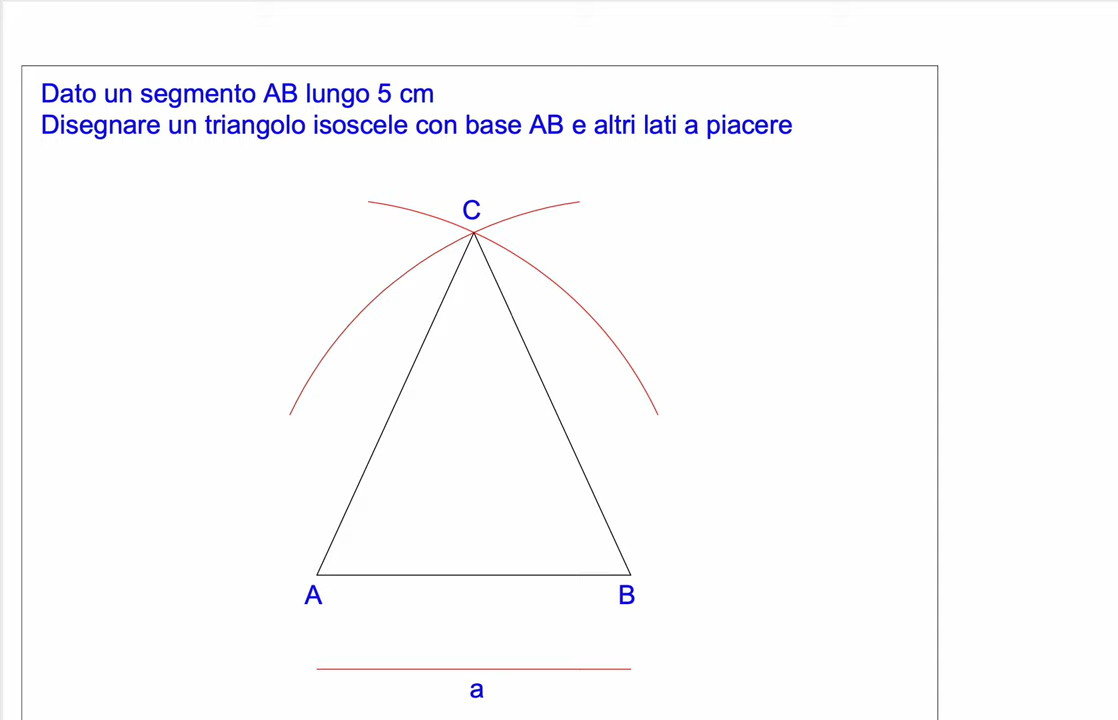 Dato un segmento AB lungo 5 cm
Disegnare un triangolo isoscele con base AB e altri lati a piacere
C
A
B
a